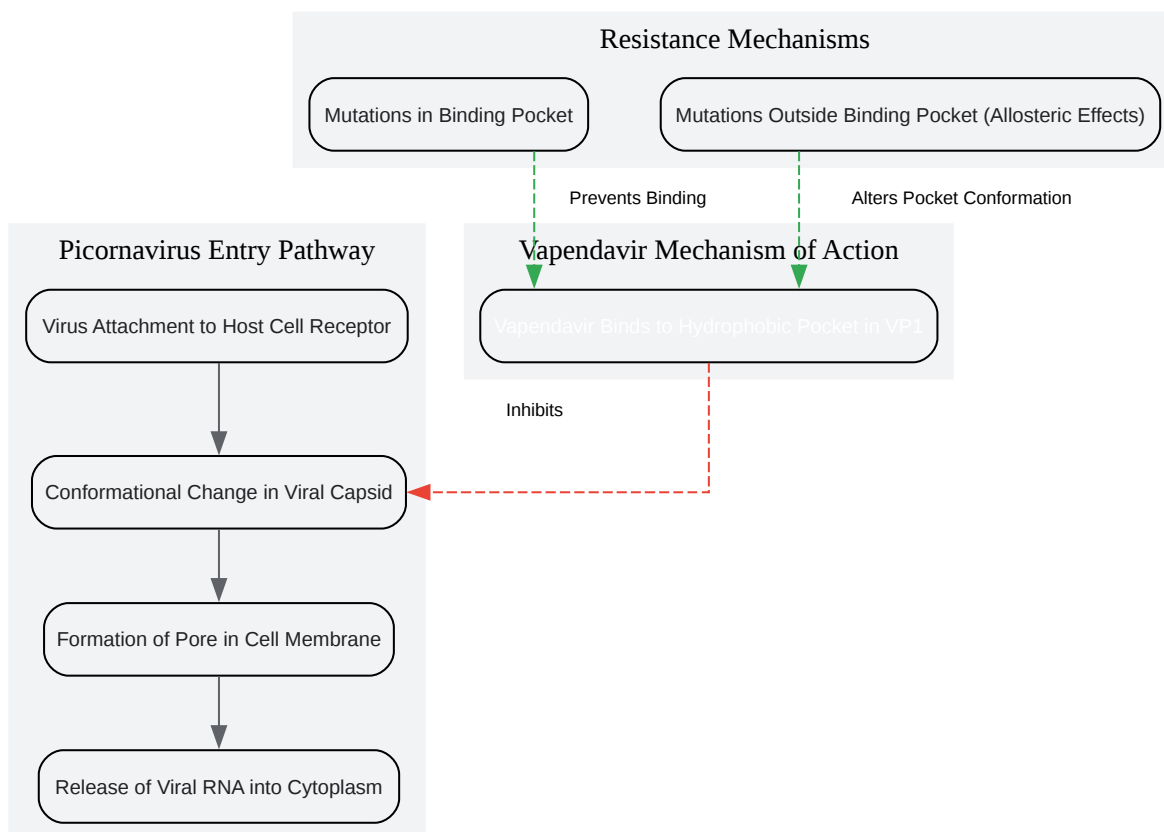 Resistance Mechanisms
Mutations in Binding Pocket
Mutations Outside Binding Pocket (Allosteric Effects)
Prevents Binding
Alters Pocket Conformation
Picornavirus Entry Pathway
Vapendavir Mechanism of Action
Virus Attachment to Host Cell Receptor
Vapendavir Binds to Hydrophobic Pocket in VP1
Inhibits
Conformational Change in Viral Capsid
Formation of Pore in Cell Membrane
Release of Viral RNA into Cytoplasm